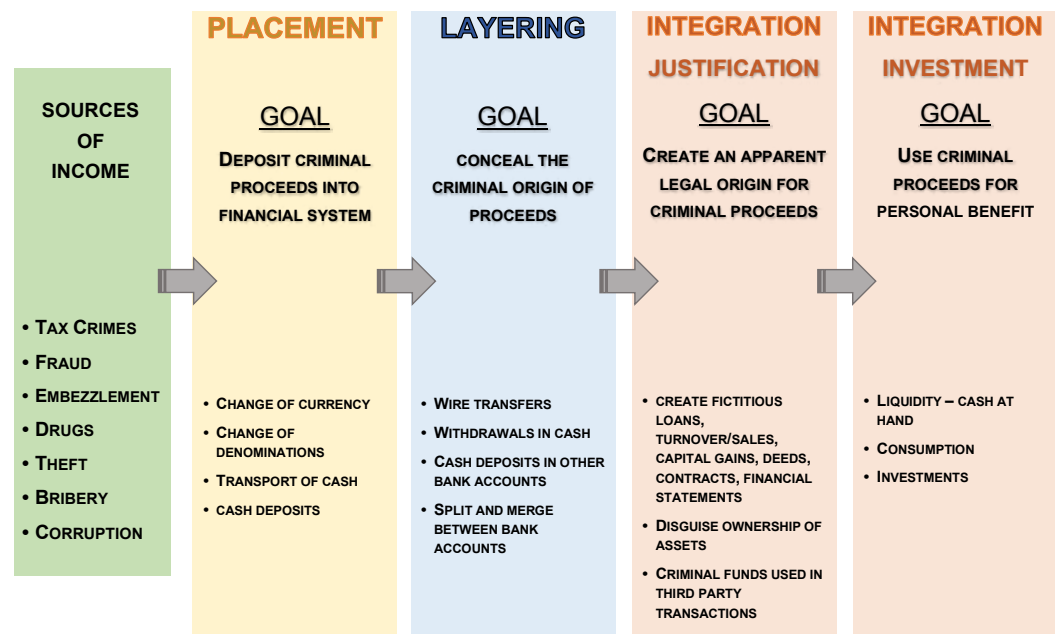 SOURCES
OF
INCOME
• TAX CRIMES
• FRAUD
• EMBEZZLEMENT
• DRUGS
• THEFT
• BRIBERY
• CORRUPTION
PLACEMENT
GOAL
DEPOSIT CRIMINAL
PROCEEDS INTO
FINANCIAL SYSTEM
• CHANGE OF CURRENCY
• CHANGE OF
DENOMINATIONS
• TRANSPORT OF CASH
• CASH DEPOSITS
LAYERING
GOAL
CONCEAL THE
CRIMINAL ORIGIN OF
PROCEEDS
• WIRE TRANSFERS
• WITHDRAWALS IN CASH
• CASH DEPOSITS IN OTHER
BANK ACCOUNTS
• SPLIT AND MERGE
BETWEEN BANK
ACCOUNTS
INTEGRATION
JUSTIFICATION
GOAL
CREATE AN APPARENT
LEGAL ORIGIN FOR
CRIMINAL PROCEEDS
• CREATE FICTITIOUS
LOANS,
TURNOVER/SALES,
CAPITAL GAINS, DEEDS,
CONTRACTS, FINANCIAL
STATEMENTS
• DISGUISE OWNERSHIP OF
ASSETS
• CRIMINAL FUNDS USED IN
THIRD PARTY
TRANSACTIONS
INTEGRATION
INVESTMENT
GOAL
USE CRIMINAL
PROCEEDS FOR
PERSONAL BENEFIT
• LIQUIDITY – CASH AT
HAND
• CONSUMPTION
• INVESTMENTS